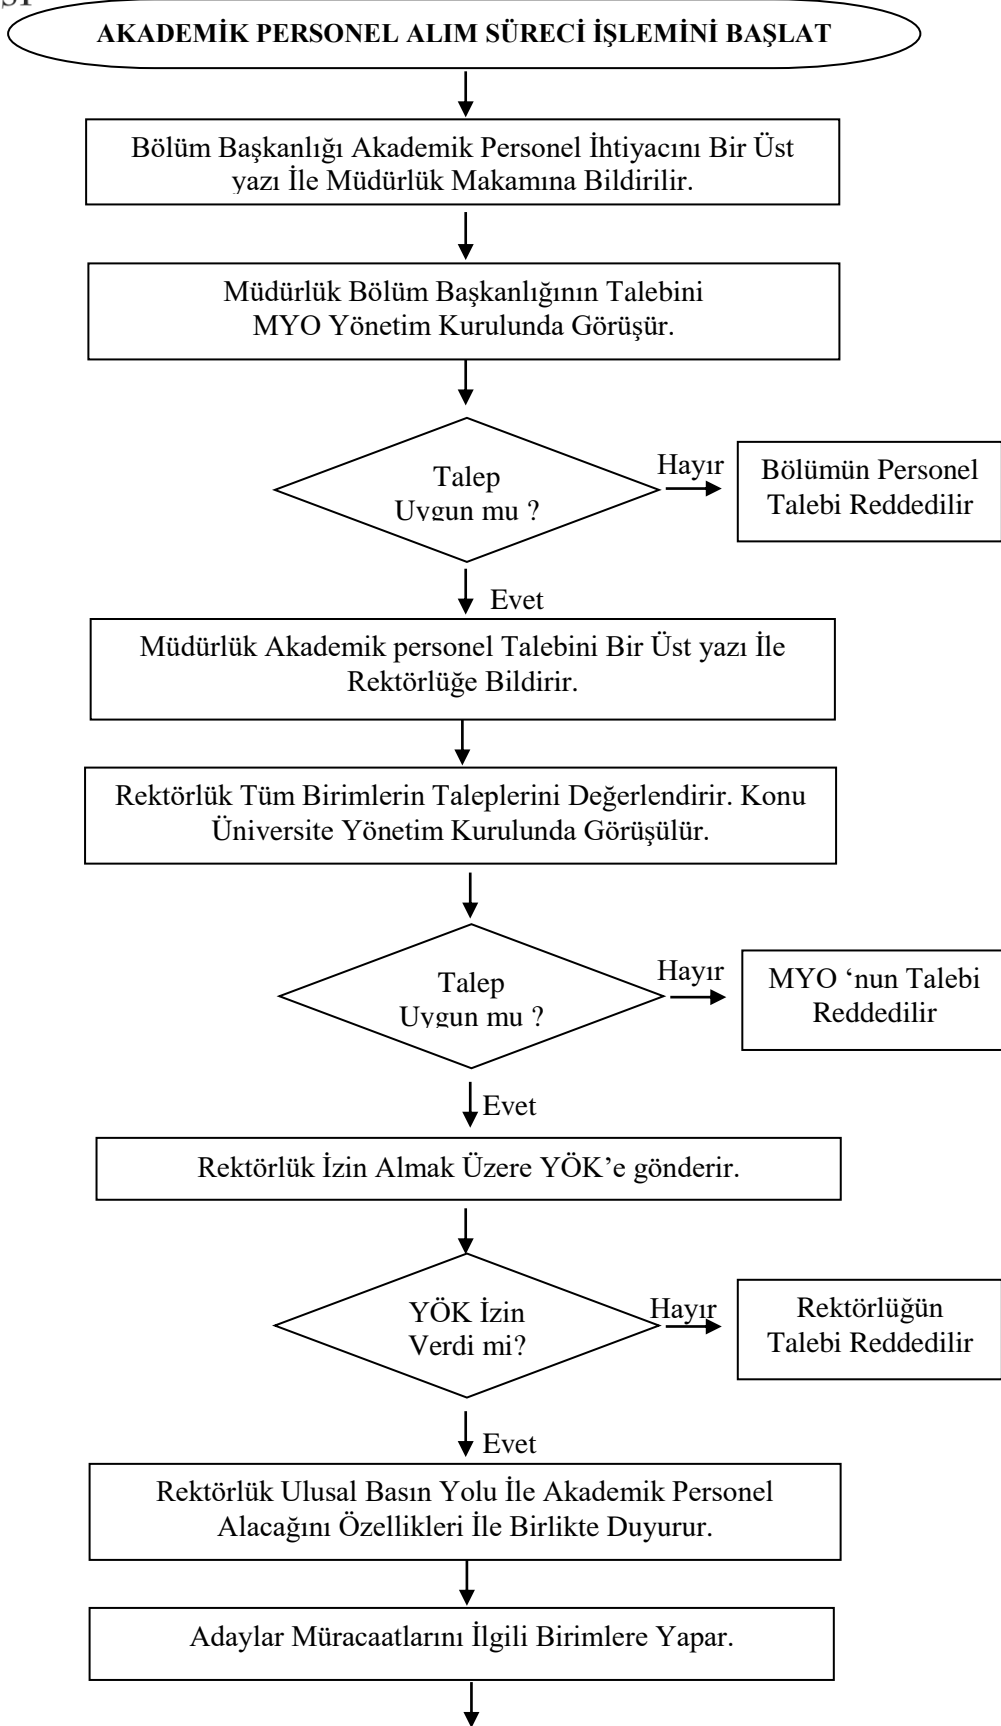 AKADEMİK PERSONEL ALIM SÜRECİ İŞLEMİNİ BAŞLAT
Bölüm Başkanlığı Akademik Personel İhtiyacını Bir Üst
yazı İle Müdürlük Makamına Bildirilir.
Müdürlük Bölüm Başkanlığının Talebini
MYO Yönetim Kurulunda Görüşür.
Talep
Uygun mu ?
Hayır
Bölümün Personel
Talebi Reddedilir
Evet
Müdürlük Akademik personel Talebini Bir Üst yazı İle
Rektörlüğe Bildirir.
Rektörlük Tüm Birimlerin Taleplerini Değerlendirir. Konu
Üniversite Yönetim Kurulunda Görüşülür.
Talep
Uygun mu ?
Hayır
MYO ‘nun Talebi
Reddedilir
Evet
Rektörlük İzin Almak Üzere YÖK’e gönderir.
YÖK İzin
Verdi mi?
Hayır
Rektörlüğün
Talebi Reddedilir
Evet
Rektörlük Ulusal Basın Yolu İle Akademik Personel
Alacağını Özellikleri İle Birlikte Duyurur.
Adaylar Müracaatlarını İlgili Birimlere Yapar.